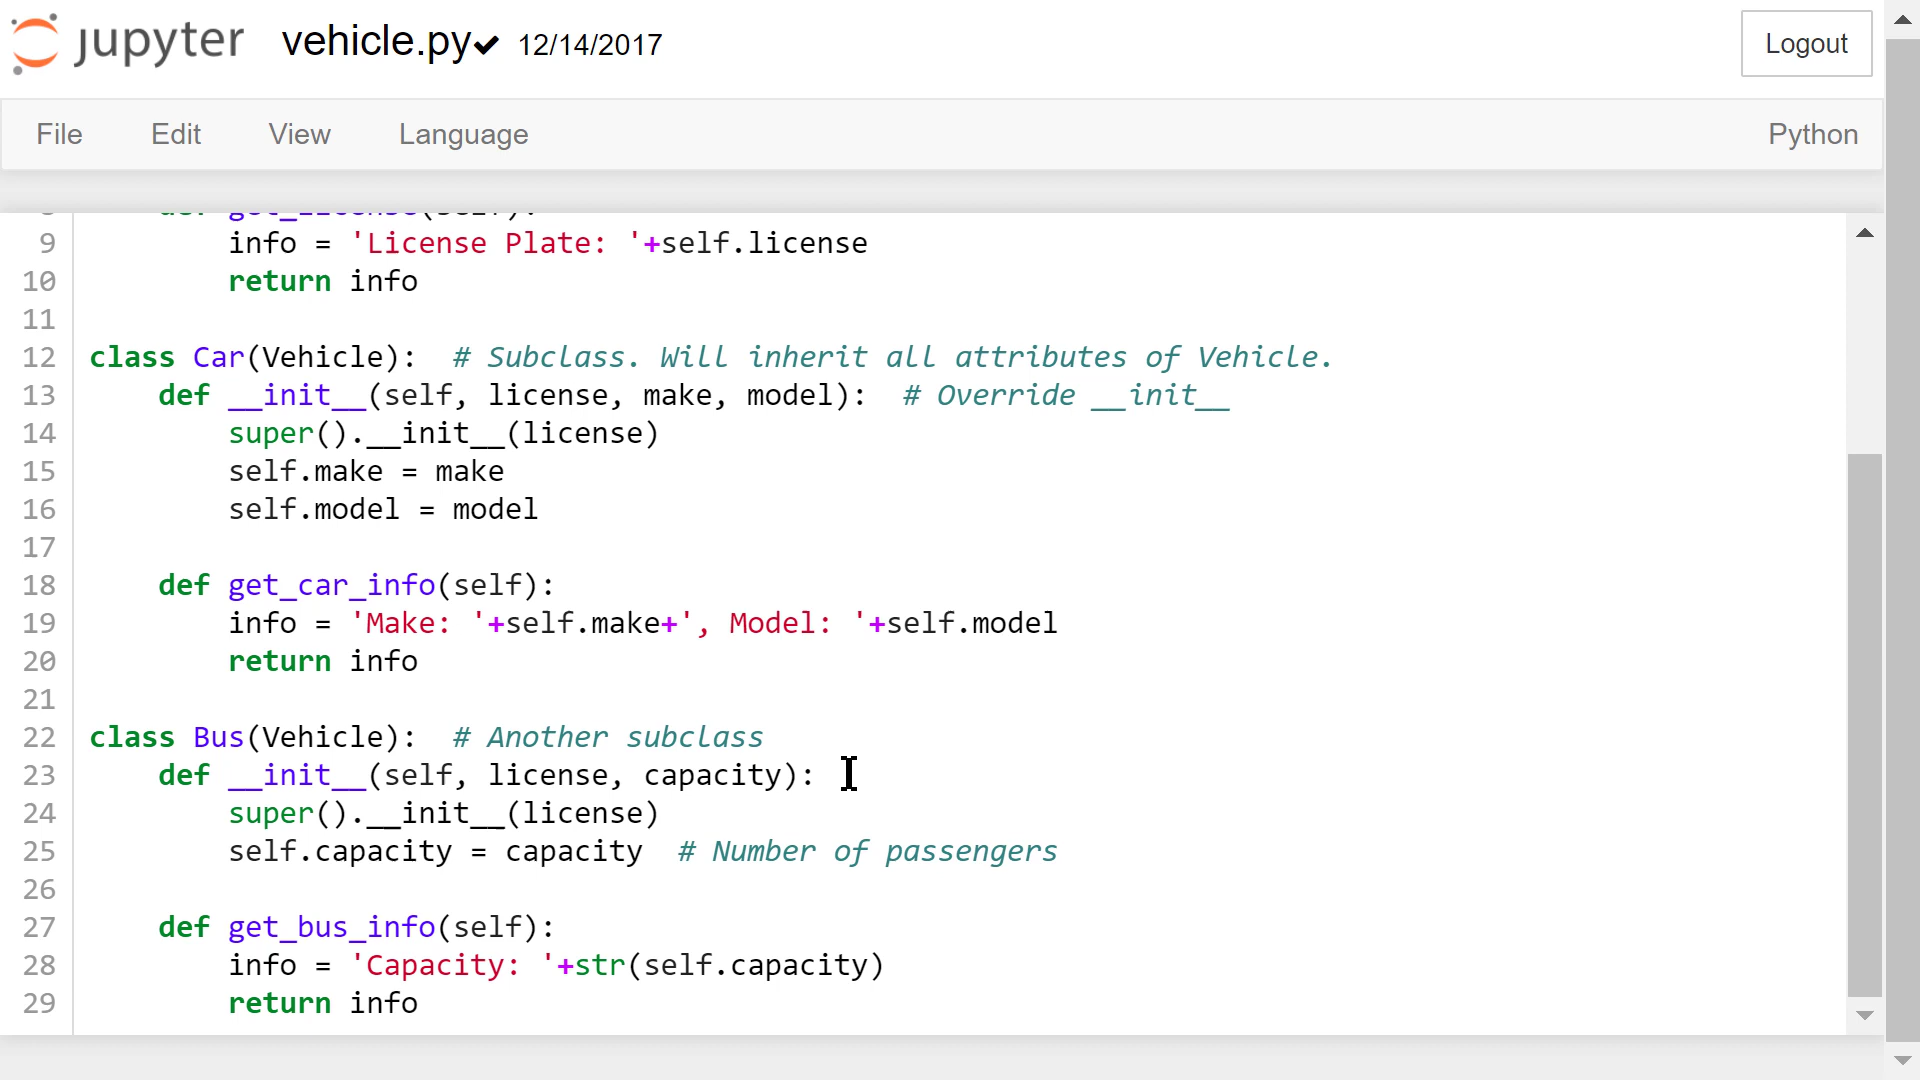 jupyter vehicle.py✔ 12/14/2017 Logout
File Edit View Language Python
8 def get_license(self):
9 info = 'License Plate: '+self.license
10 return info
11
12 class Car(Vehicle): # Subclass. Will inherit all attributes of Vehicle.
13 def __init__(self, license, make, model): # Override __init__
14 super().__init__(license)
15 self.make = make
16 self.model = model
17
18 def get_car_info(self):
19 info = 'Make: '+self.make+', Model: '+self.model
20 return info
21
22 class Bus(Vehicle): # Another subclass
23 def __init__(self, license, capacity):
24 super().__init__(license)
25 self.capacity = capacity # Number of passengers
26
27 def get_bus_info(self):
28 info = 'Capacity: '+str(self.capacity)
29 return info